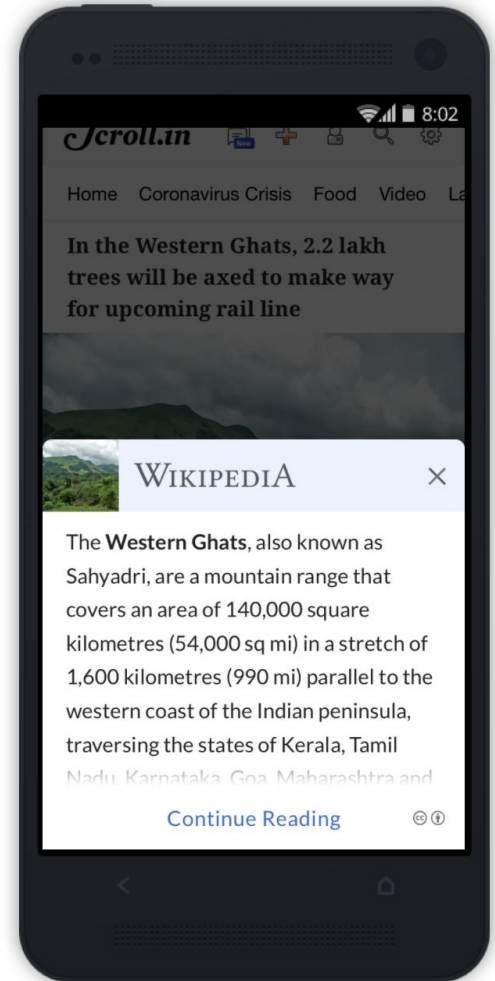 8:02
Scroll.in
New
Home Coronavirus Crisis Food Video La
In the Western Ghats, 2.2 lakh
trees will be axed to make way
for upcoming rail line
WIKIPEDIA
The Western Ghats, also known as
Sahyadri, are a mountain range that
covers an area of 140,000 square
kilometres (54,000 sq mi) in a stretch of
1,600 kilometres (990 mi) parallel to the
western coast of the Indian peninsula,
traversing the states of Kerala, Tamil
Nadu, Karnataka, Goa, Maharashtra and
Continue Reading
cc